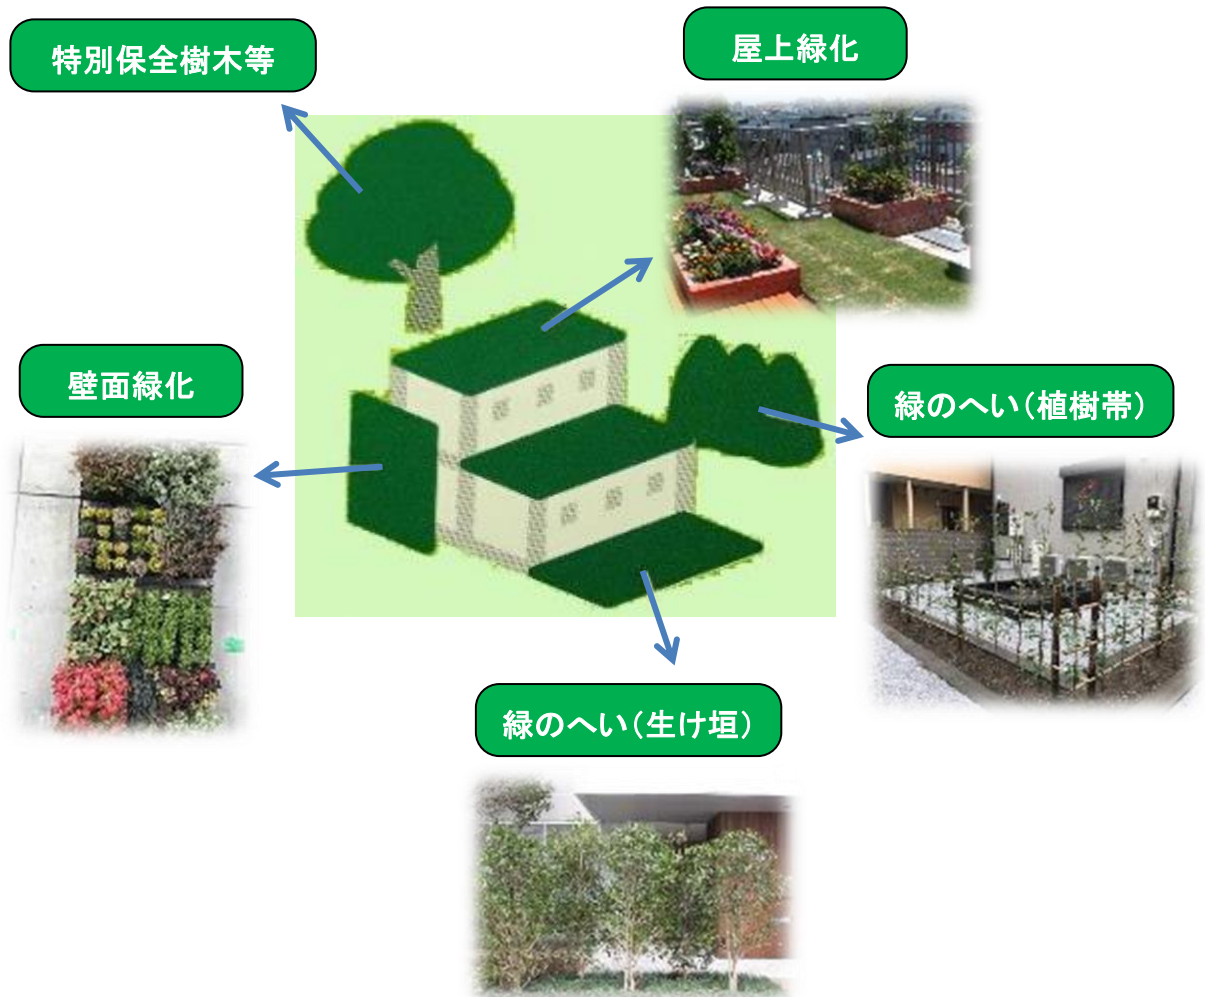 特別保全樹木等
屋上緑化
壁面緑化
緑のへい（植樹帯）
緑のへい（生け垣）